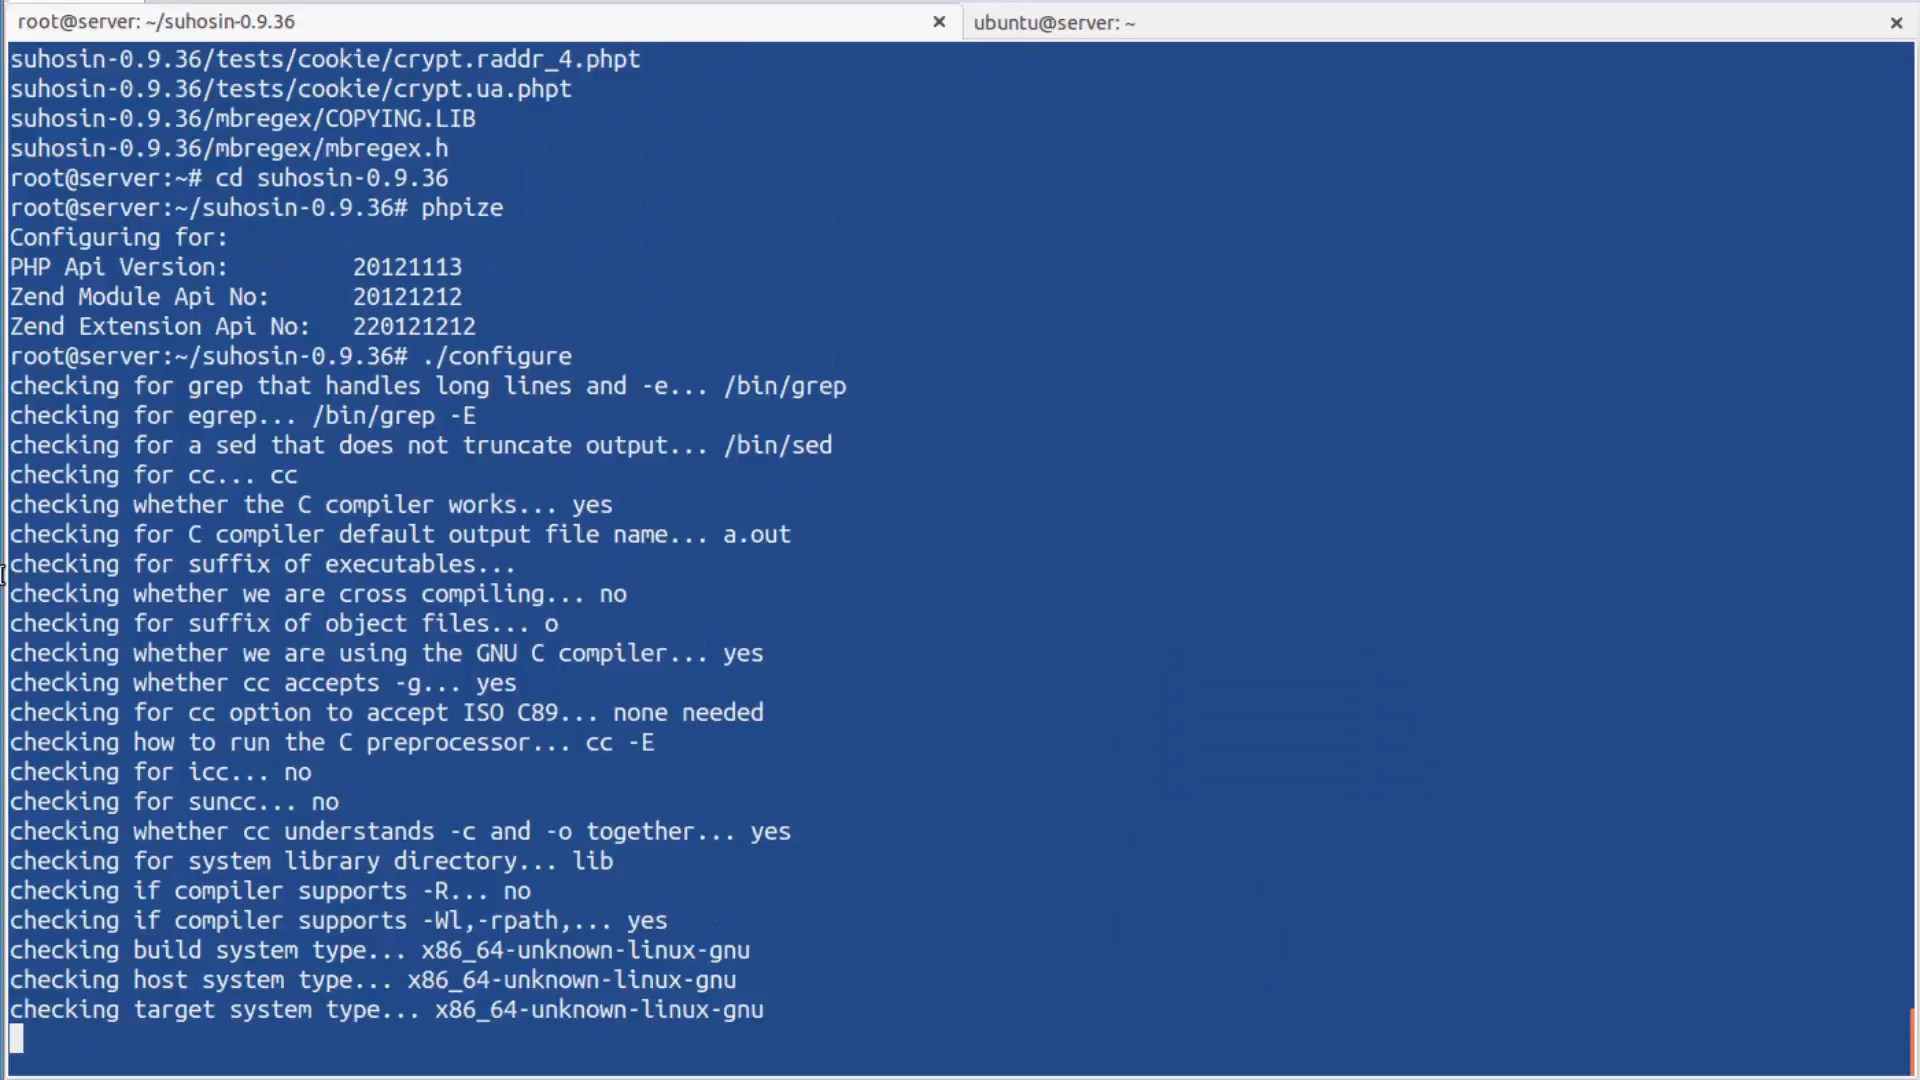 root@server: ~/suhosin-0.9.36
ubuntu@server: ~
suhosin-0.9.36/tests/cookie/crypt.raddr_4.phpt
suhosin-0.9.36/tests/cookie/crypt.ua.phpt
suhosin-0.9.36/mbregex/COPYING.LIB
suhosin-0.9.36/mbregex/mbregex.h
root@server:~# cd suhosin-0.9.36
root@server:~/suhosin-0.9.36# phpize
Configuring for:
PHP Api Version:         20121113
Zend Module Api No:      20121212
Zend Extension Api No:   220121212
root@server:~/suhosin-0.9.36# ./configure
checking for grep that handles long lines and -e... /bin/grep
checking for egrep... /bin/grep -E
checking for a sed that does not truncate output... /bin/sed
checking for cc... cc
checking whether the C compiler works... yes
checking for C compiler default output file name... a.out
checking for suffix of executables...
checking whether we are cross compiling... no
checking for suffix of object files... o
checking whether we are using the GNU C compiler... yes
checking whether cc accepts -g... yes
checking for cc option to accept ISO C89... none needed
checking how to run the C preprocessor... cc -E
checking for icc... no
checking for suncc... no
checking whether cc understands -c and -o together... yes
checking for system library directory... lib
checking if compiler supports -R... no
checking if compiler supports -Wl,-rpath,... yes
checking build system type... x86_64-unknown-linux-gnu
checking host system type... x86_64-unknown-linux-gnu
checking target system type... x86_64-unknown-linux-gnu